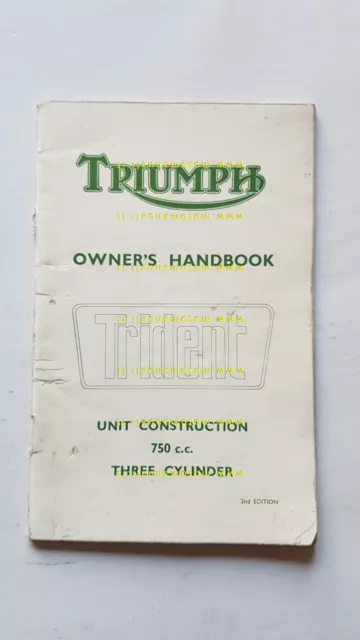 TRIUMPH
OWNER'S HANDBOOK
Trident
UNIT CONSTRUCTION
750 c.c.
THREE CYLINDER
2nd EDITION